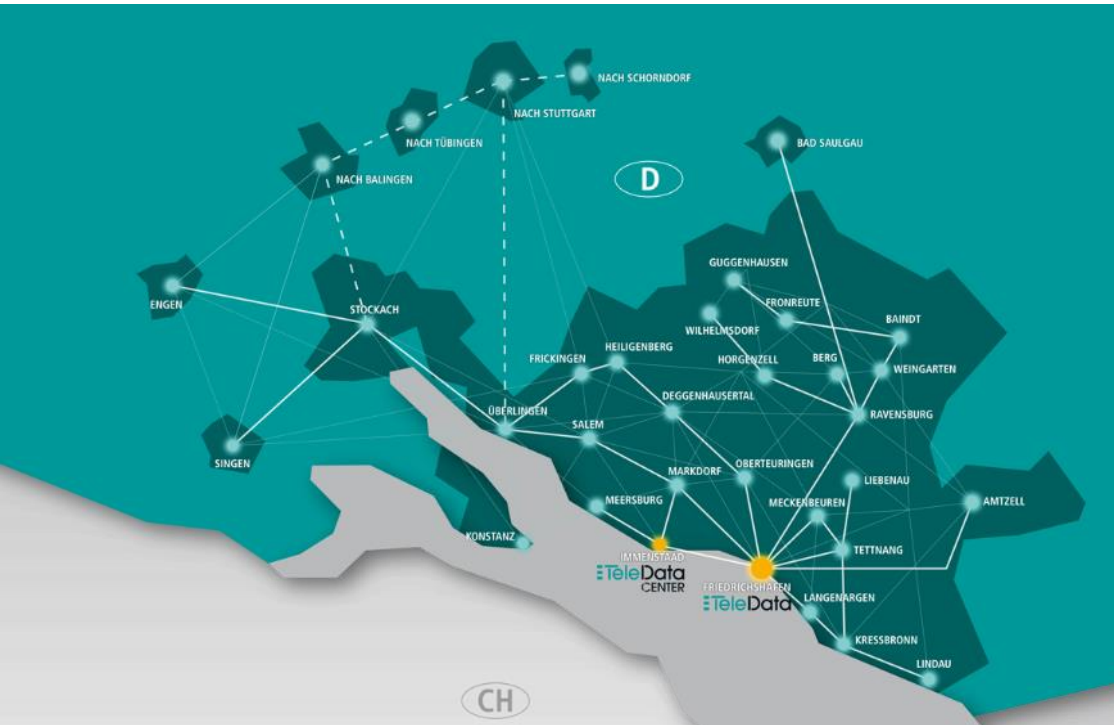 NACH SCHORNDORF
NACH STUTTGART
NACH TÜBINGEN
BAD SAULGAU
NACH BALINGEN
D
GUGGENHAUSEN
ENGEN
FRONREUTE
STOCKACH
BAINDT
WILHELMSDORF
HEILIGENBERG
FRICKINGEN
HORGENZELL
BERG
WEINGARTEN
DEGGENHAUSERTAL
ÜBERLINGEN
RAVENSBURG
SALEM
SINGEN
MARKDORF
OBERTEURINGEN
LIEBENAU
MEERSBURG
MECKENBEUREN
AMTZELL
KONSTANZ
TETTNANG
IMMENSTAAD
TeleData
CENTER
FRIEDRICHSHAFEN
TeleData
LANGENARGEN
KRESSBRONN
LINDAU
CH